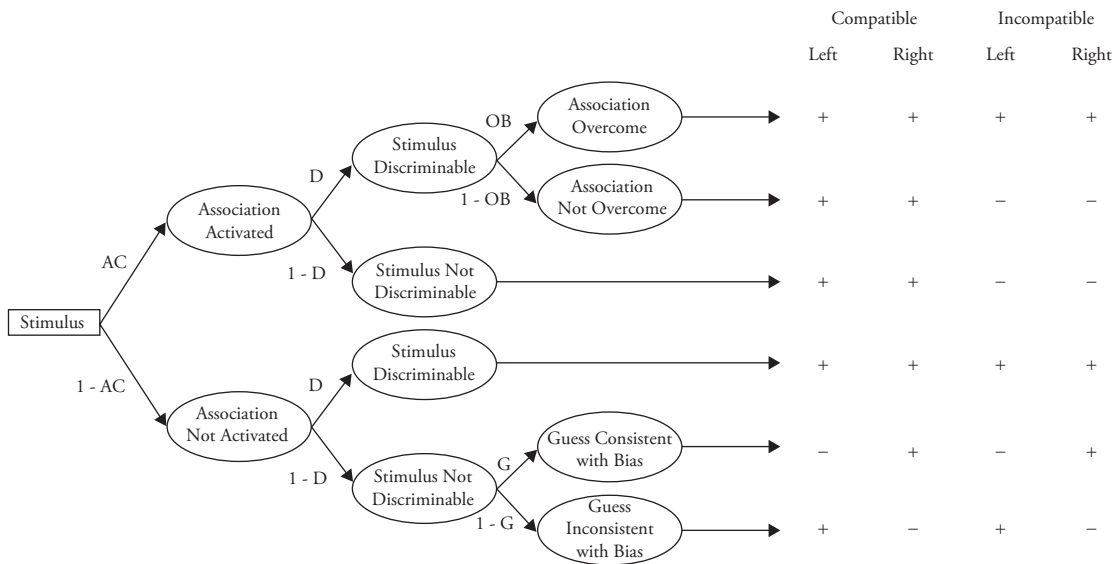 Compatible Incompatible
Left Right Left Right
Association
Overcome
OB
+ + + +
Stimulus
Discriminable
D
1 - OB
Association
Not Overcome
+ + – –
Association
Activated
AC
1 - D
Stimulus Not
Discriminable
+ + – –
Stimulus
Stimulus
Discriminable
+ + + +
1 - AC
D
Association
Not Activated
Guess Consistent
with Bias
– + – +
G
1 - D
Stimulus Not
Discriminable
1 - G
Guess
Inconsistent
with Bias
+ – + –